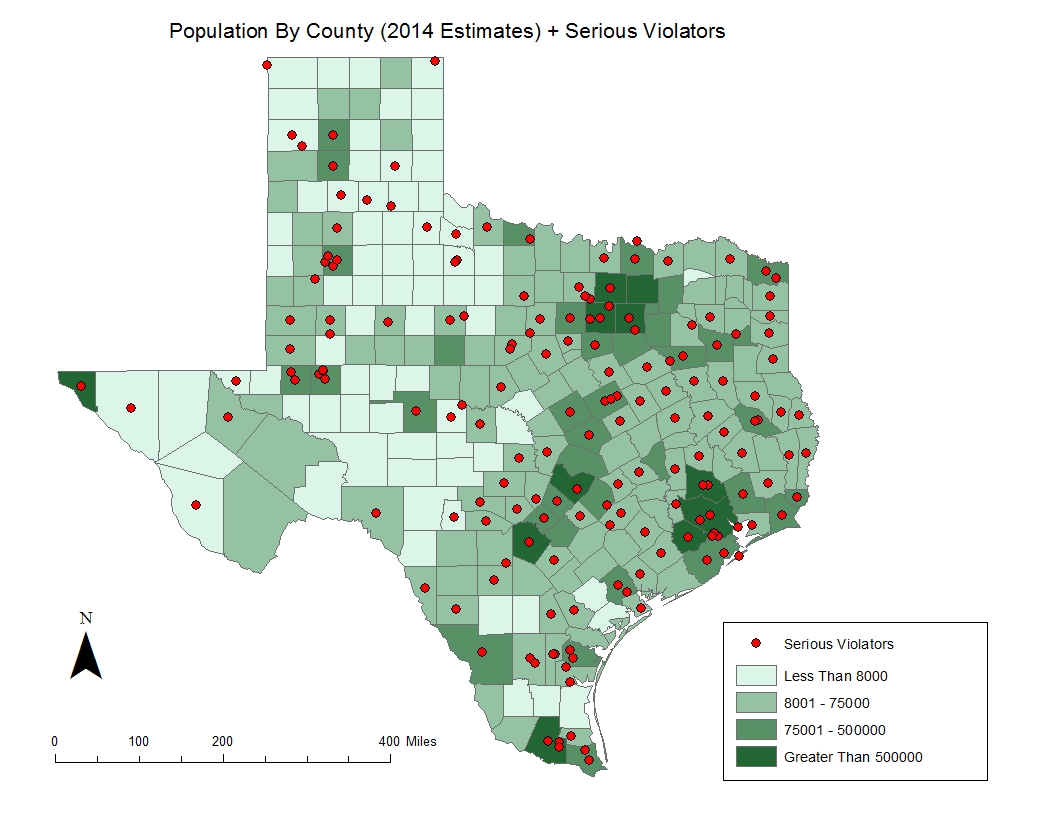 Population By County (2014 Estimates) + Serious Violators
N
0 100 200 400 Miles
Serious Violators
Less Than 8000
8001 - 75000
75001 - 500000
Greater Than 500000